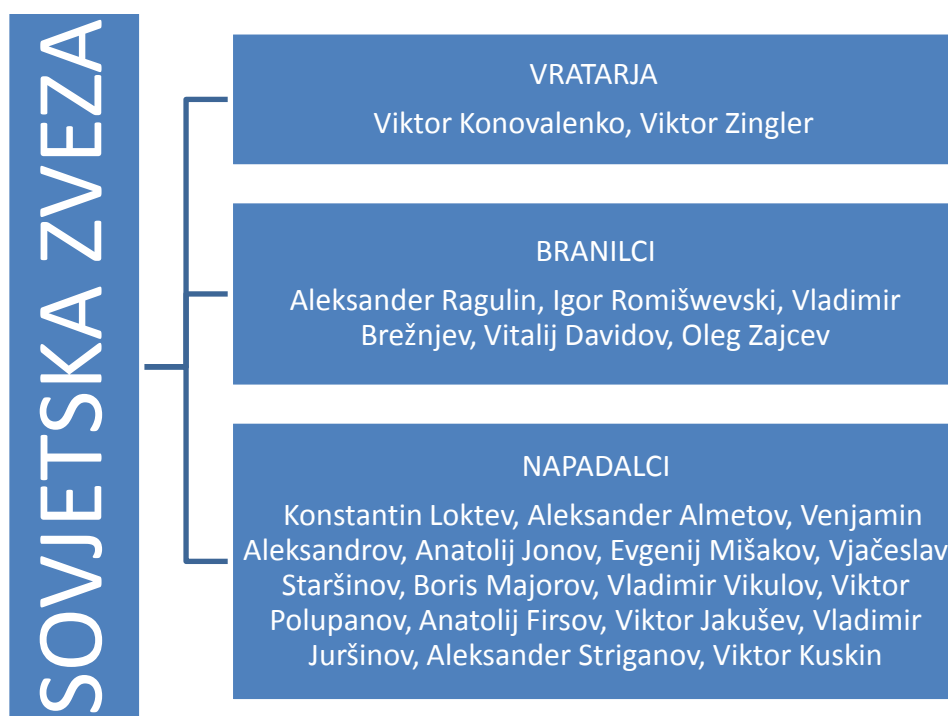 SOVJETSKA ZVEZA
VRATARJA
Viktor Konovalenko, Viktor Zingler
BRANILCI
Aleksander Ragulin, Igor Romišwevski, Vladimir
Brežnjev, Vitalij Davidov, Oleg Zajcev
NAPADALCI
Konstantin Loktev, Aleksander Almetov, Venjamin
Aleksandrov, Anatolij Jonov, Evgenij Mišakov, Vjačeslav
Staršinov, Boris Majorov, Vladimir Vikulov, Viktor
Polupanov, Anatolij Firsov, Viktor Jakušev, Vladimir
Juršinov, Aleksander Striganov, Viktor Kuskin